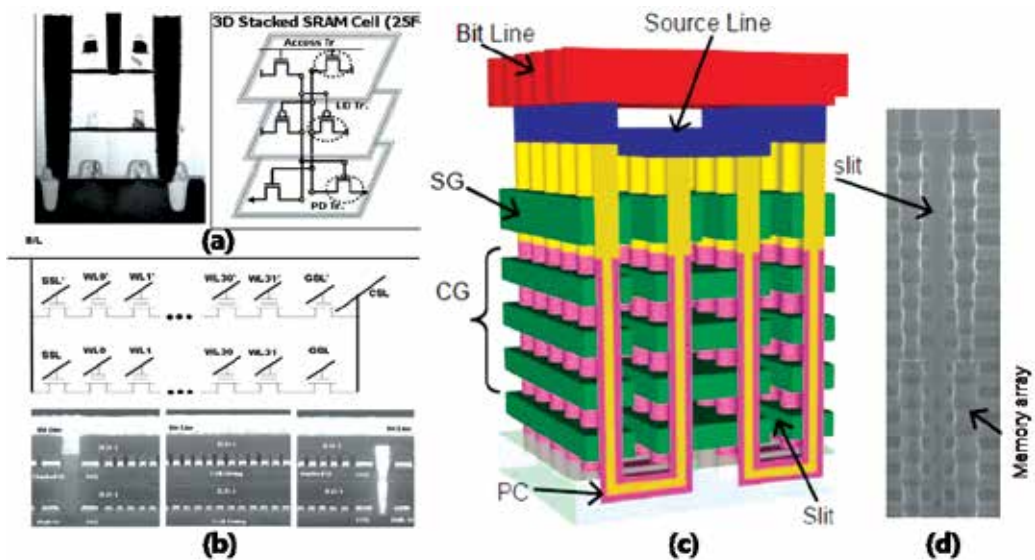 3D Stacked SRAM Cell (25F
Access Tr
LD Tr.
PD Tr.
(a)
B/L
SSL' WL0' WL1' WL30' WL31' GSL' CSL
SSL WL0 WL1 WL30 WL31 GSL
(b)
Source Line
Bit Line
SG
CG
PC
Slit
(c)
slit
Memory array
(d)